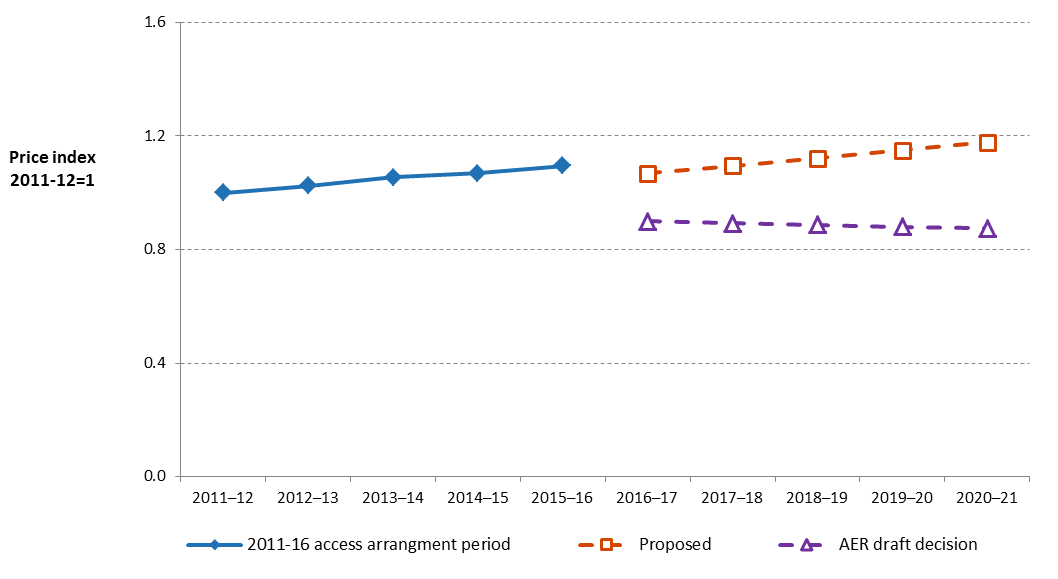 1.6
1.2
Price index
2011-12=1
0.8
0.4
0.0
2011–12 2012–13 2013–14 2014–15 2015–16 2016–17 2017–18 2018–19 2019–20 2020–21
2011-16 access arrangment period Proposed AER draft decision